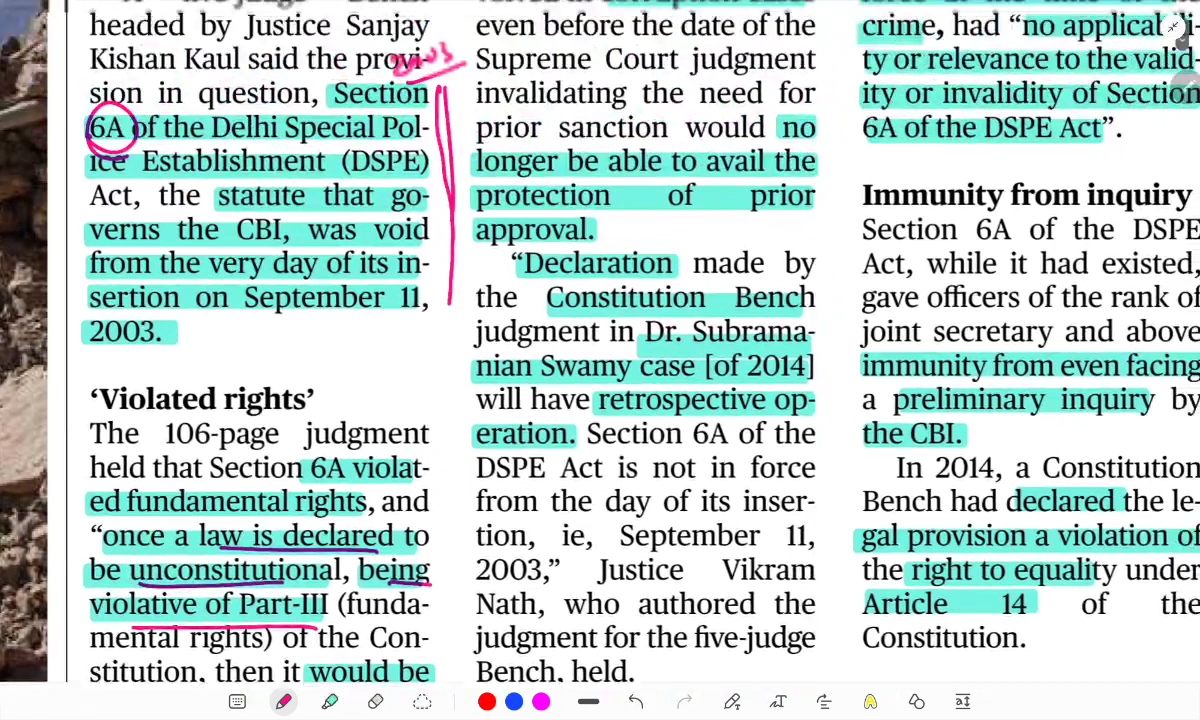 headed by Justice Sanjay
Kishan Kaul said the provi-
sion in question, Section
6A of the Delhi Special Pol-
ice Establishment (DSPE)
Act, the statute that go-
verns the CBI, was void
from the very day of its in-
sertion on September 11,
2003.
‘Violated rights’
The 106-page judgment
held that Section 6A violat-
ed fundamental rights, and
“once a law is declared to
be unconstitutional, being
violative of Part-III (funda-
mental rights) of the Con-
stitution, then it would be
even before the date of the
Supreme Court judgment
invalidating the need for
prior sanction would no
longer be able to avail the
protection of prior
approval.
“Declaration made by
the Constitution Bench
judgment in Dr. Subrama-
nian Swamy case [of 2014]
will have retrospective op-
eration. Section 6A of the
DSPE Act is not in force
from the day of its inser-
tion, ie, September 11,
2003,” Justice Vikram
Nath, who authored the
judgment for the five-judge
Bench, held.
crime, had “no applicabili-
ty or relevance to the valid-
ity or invalidity of Section
6A of the DSPE Act”.
Immunity from inquiry
Section 6A of the DSPE
Act, while it had existed,
gave officers of the rank of
joint secretary and above
immunity from even facing
a preliminary inquiry by
the CBI.
In 2014, a Constitution
Bench had declared the le-
gal provision a violation of
the right to equality under
Article 14 of the
Constitution.